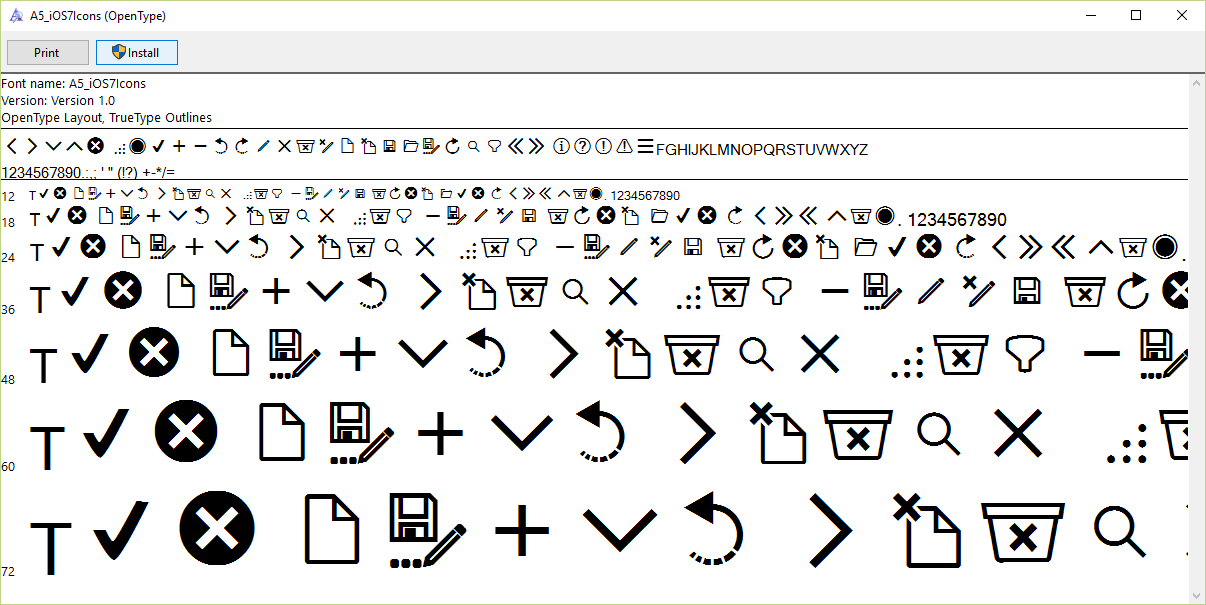 A5_iOS7Icons (OpenType)
Print Install
Font name: A5_iOS7Icons
Version: Version 1.0
OpenType Layout, TrueType Outlines
FGHIJKLMNOPQRSTUVWXYZ
1234567890.:,; ' " (!?) +-*/=
12 T . 1234567890
18 T . 1234567890
24 T .
36 T
48 T
60 T
72 T